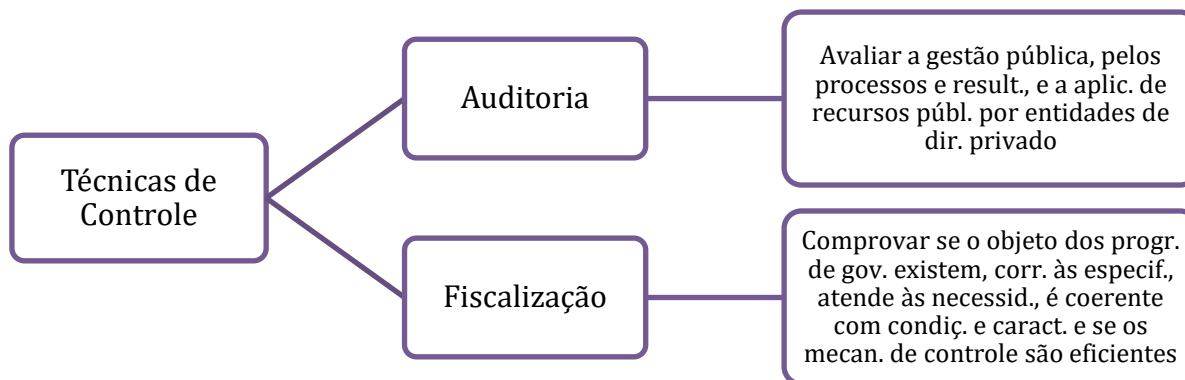 Técnicas de
Controle
Auditoria
Avaliar a gestão pública, pelos
processos e result., e a aplic. de
recursos públ. por entidades de
dir. privado
Fiscalização
Comprovar se o objeto dos progr.
de gov. existem, corr. às especif.,
atende às necessid., é coerente
com condiç. e caract. e se os
mecan. de controle são eficientes